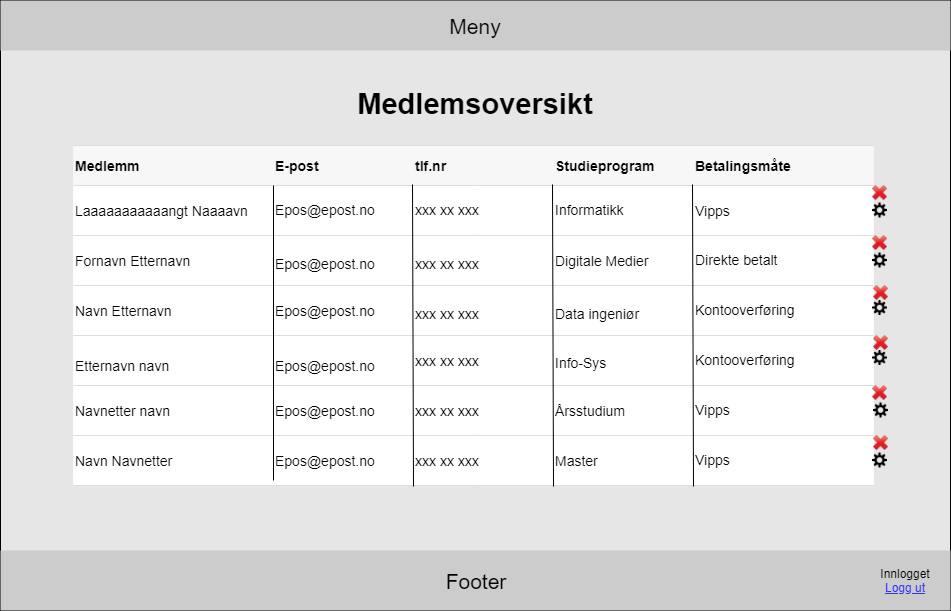 Meny
Medlemsoversikt
Medlemm E-post tlf.nr Studieprogram Betalingsmåte
Laaaaaaaaaaangt Naaaavn Epos@epost.no xxx xx xxx Informatikk Vipps
Fornavn Etternavn Epos@epost.no xxx xx xxx Digitale Medier Direkte betalt
Navn Etternavn Epos@epost.no xxx xx xxx Data ingeniør Kontooverføring
Etternavn navn Epos@epost.no xxx xx xxx Info-Sys Kontooverføring
Navnetter navn Epos@epost.no xxx xx xxx Årsstudium Vipps
Navn Navnetter Epos@epost.no xxx xx xxx Master Vipps
Footer
Innlogget
Logg ut